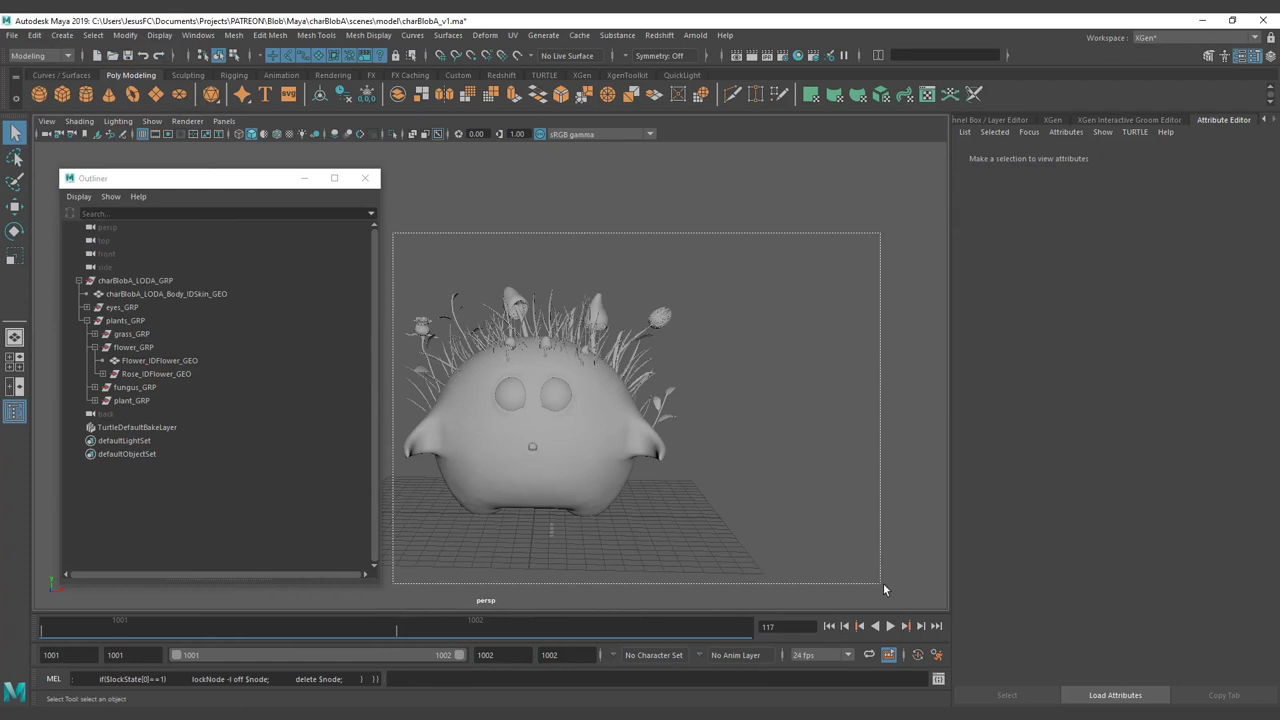 Autodesk Maya 2019: C:\Users\JesusFC\Documents\Projects\PATREON\Blob\Maya\charBlobA\scenes\model\charBlobA_v1.ma*
File Edit Create Select Modify Display Windows Mesh Edit Mesh Mesh Tools Mesh Display Curves Surfaces Deform UV Generate Cache Substance Redshift Arnold Help
Workspace : XGen*
Modeling No Live Surface Symmetry: Off
Curves / Surfaces Poly Modeling Sculpting Rigging Animation Rendering FX FX Caching Custom Redshift TURTLE XGen XgenToolkit QuickLight
View Shading Lighting Show Renderer Panels
0.00 1.00 sRGB gamma
nnel Box / Layer Editor XGen XGen Interactive Groom Editor Attribute Editor
List Selected Focus Attributes Show TURTLE Help
Make a selection to view attributes
Outliner
Display Show Help
Search...
persp
top
front
side
charBlobA_LODA_GRP
charBlobA_LODA_Body_IDSkin_GEO
eyes_GRP
plants_GRP
grass_GRP
flower_GRP
Flower_IDFlower_GEO
Rose_IDFlower_GEO
fungus_GRP
plant_GRP
back
TurtleDefaultBakeLayer
defaultLightSet
defaultObjectSet
persp
1001 1002 117
1001 1001 1001 1002 1002 1002 No Character Set No Anim Layer 24 fps
MEL : if($lockState[0]==1) lockNode -l off $node; delete $node; } }}
Select Tool: select an object
Select Load Attributes Copy Tab